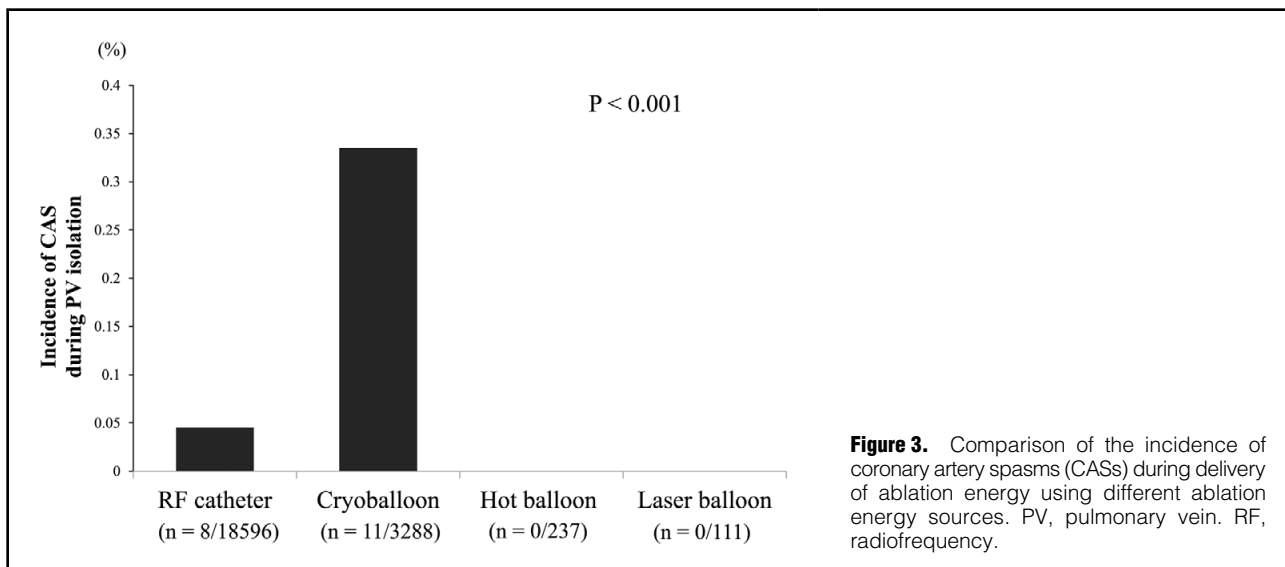 (%)
0.4
0.35
0.3
0.25
0.2
0.15
0.1
0.05
0
Incidence of CAS
during PV isolation
P < 0.001
RF catheter
(n = 8/18596)
Cryoballoon
(n = 11/3288)
Hot balloon
(n = 0/237)
Laser balloon
(n = 0/111)
Figure 3. Comparison of the incidence of
coronary artery spasms (CASs) during delivery
of ablation energy using different ablation
energy sources. PV, pulmonary vein. RF,
radiofrequency.